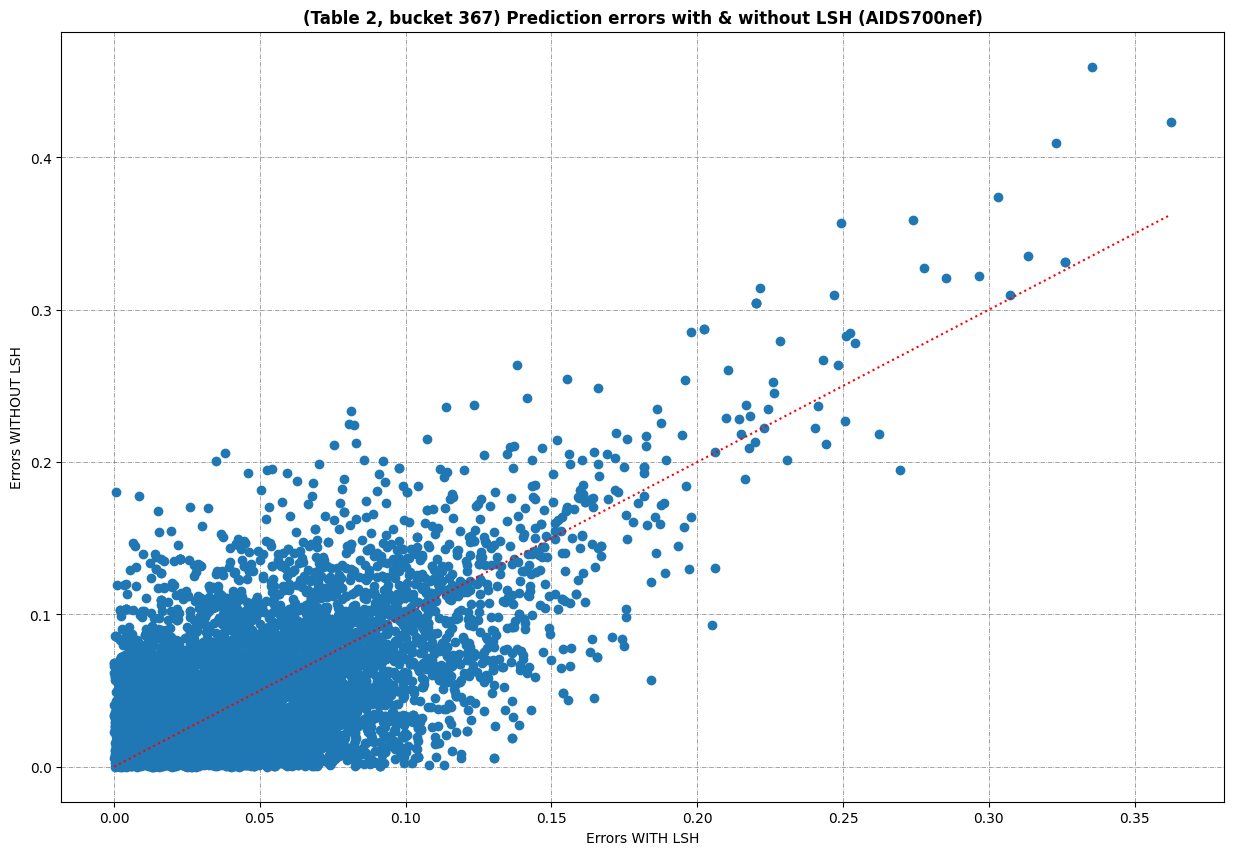 (Table 2, bucket 367) Prediction errors with & without LSH (AIDS700nef)
Errors WITHOUT LSH
0.4
0.3
0.2
0.1
0.0
0.00 0.05 0.10 0.15 0.20 0.25 0.30 0.35
Errors WITH LSH